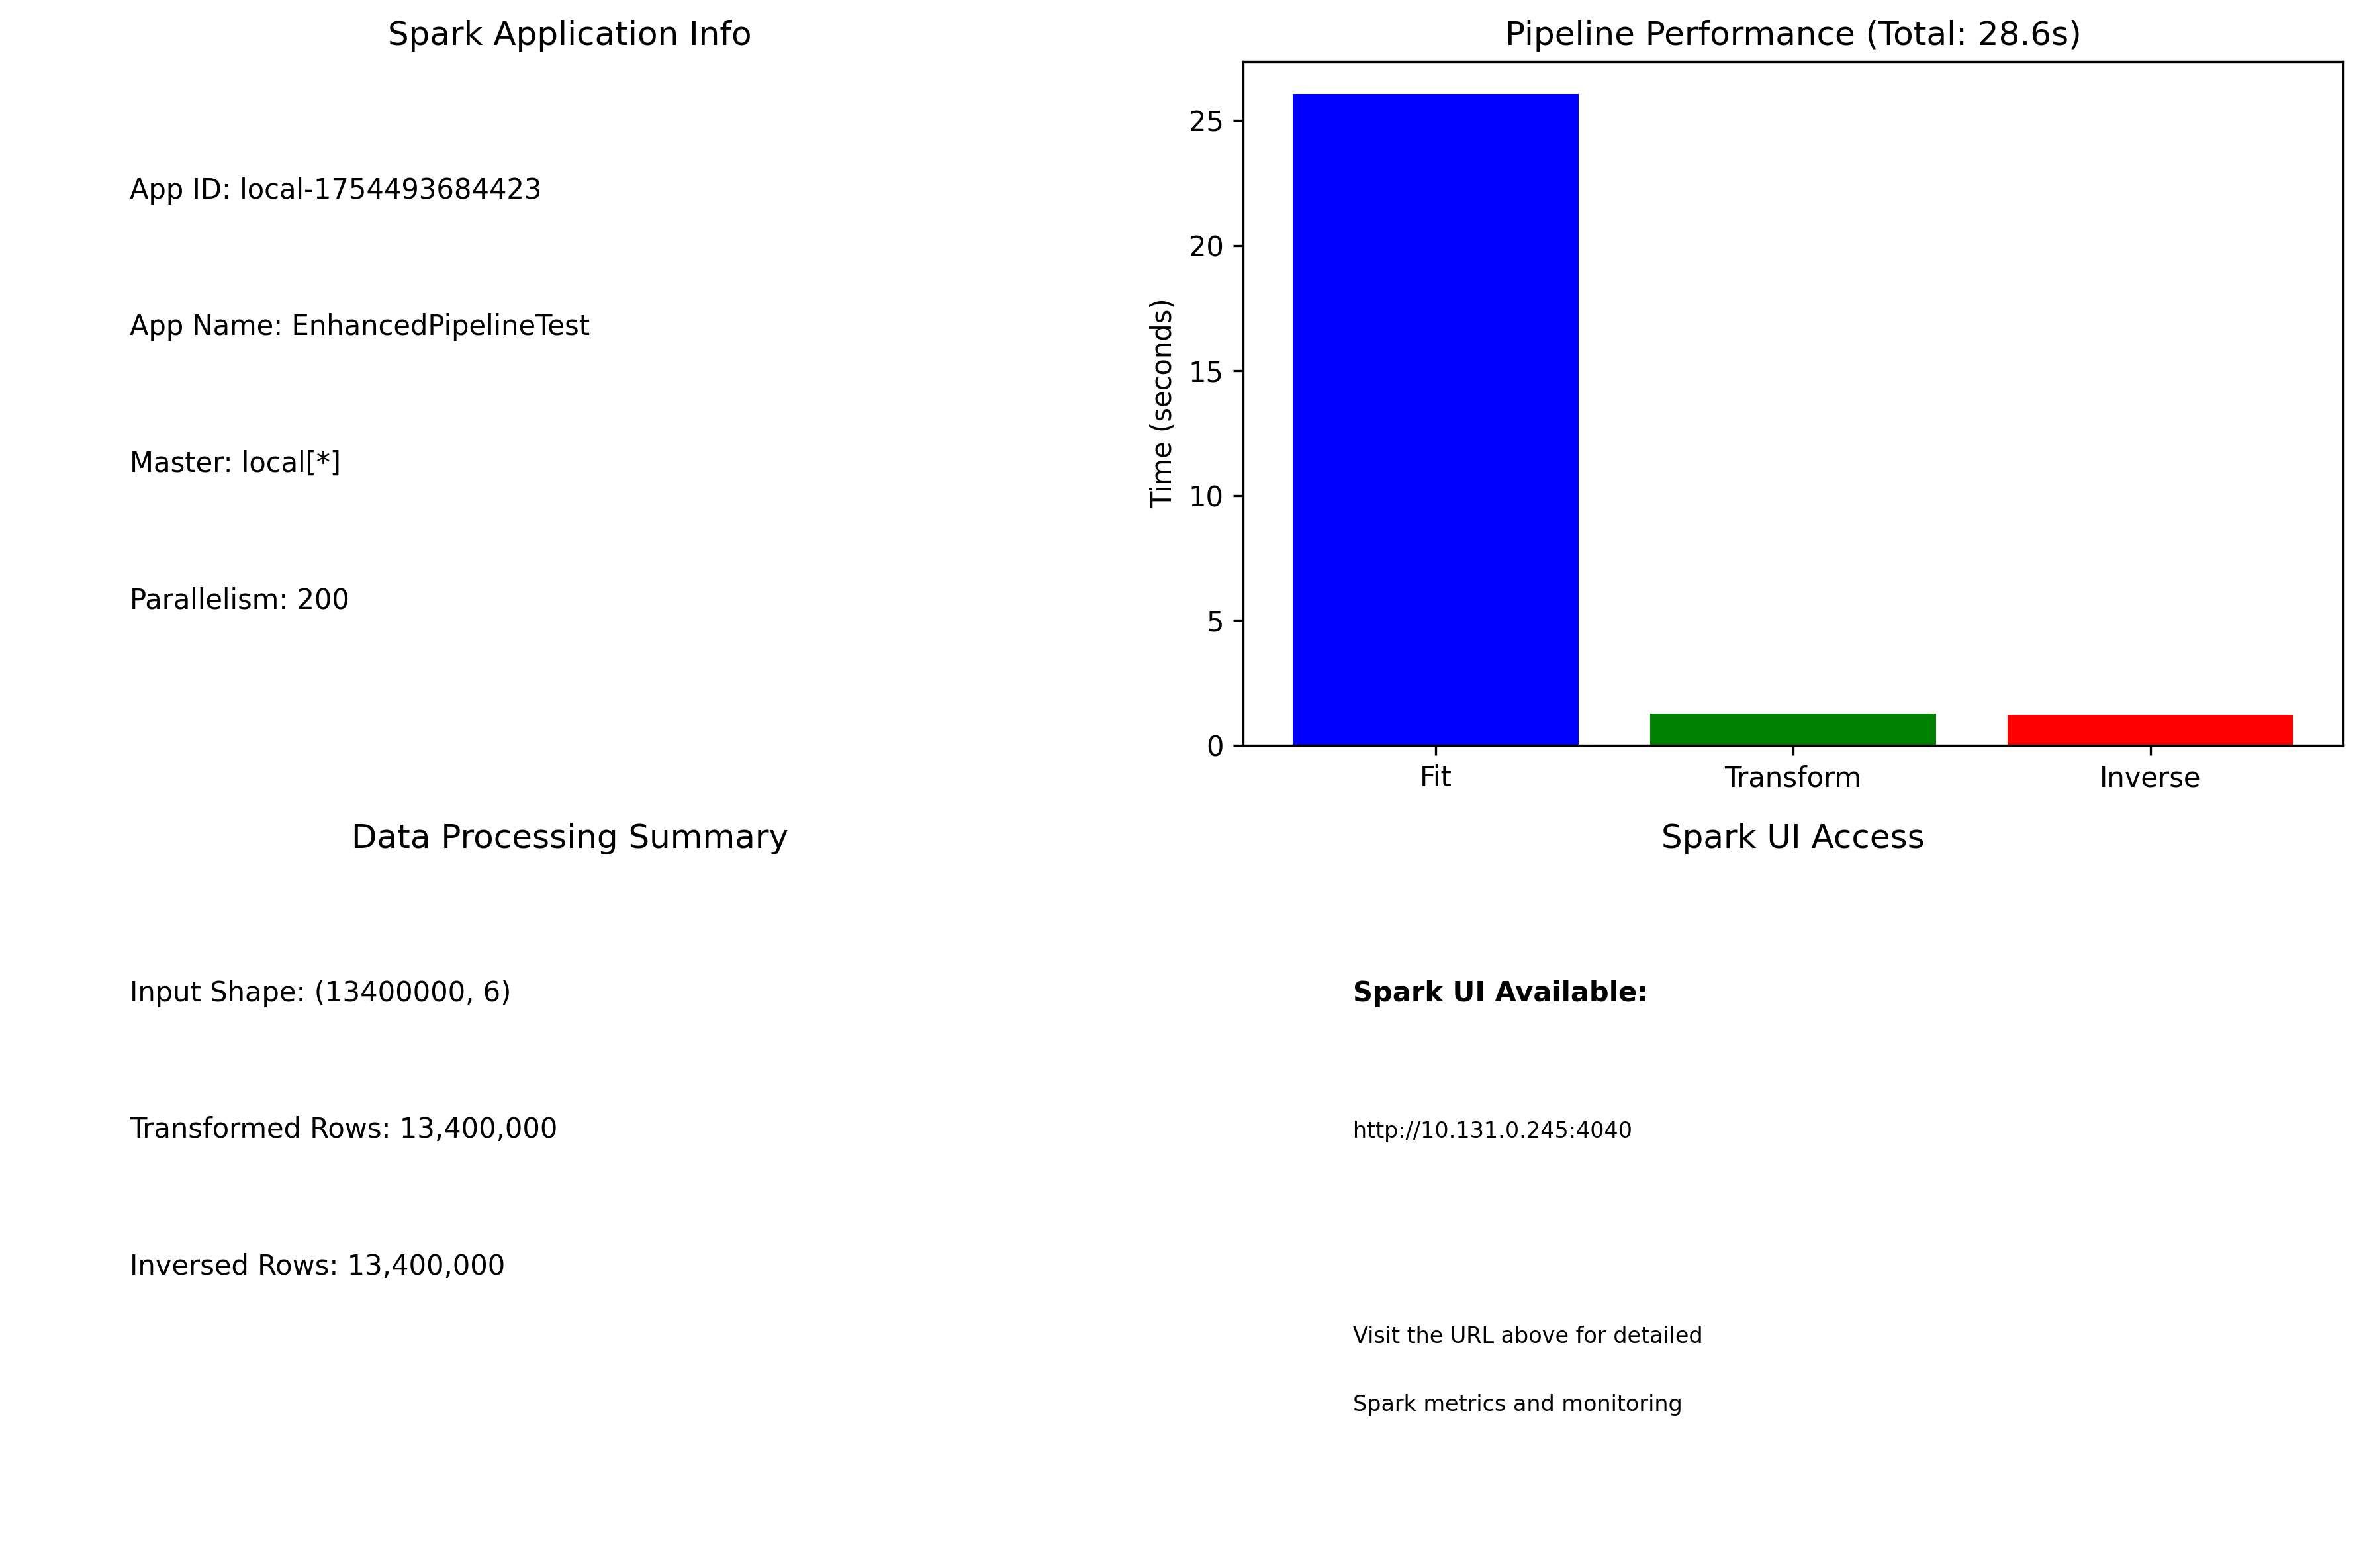 Spark Application Info
App ID: local-1754493684423
App Name: EnhancedPipelineTest
Master: local[*]
Parallelism: 200
Pipeline Performance (Total: 28.6s)
Time (seconds)
25
20
15
10
5
0
Fit
Transform
Inverse
Data Processing Summary
Input Shape: (13400000, 6)
Transformed Rows: 13,400,000
Inversed Rows: 13,400,000
Spark UI Access
Spark UI Available:
http://10.131.0.245:4040
Visit the URL above for detailed
Spark metrics and monitoring